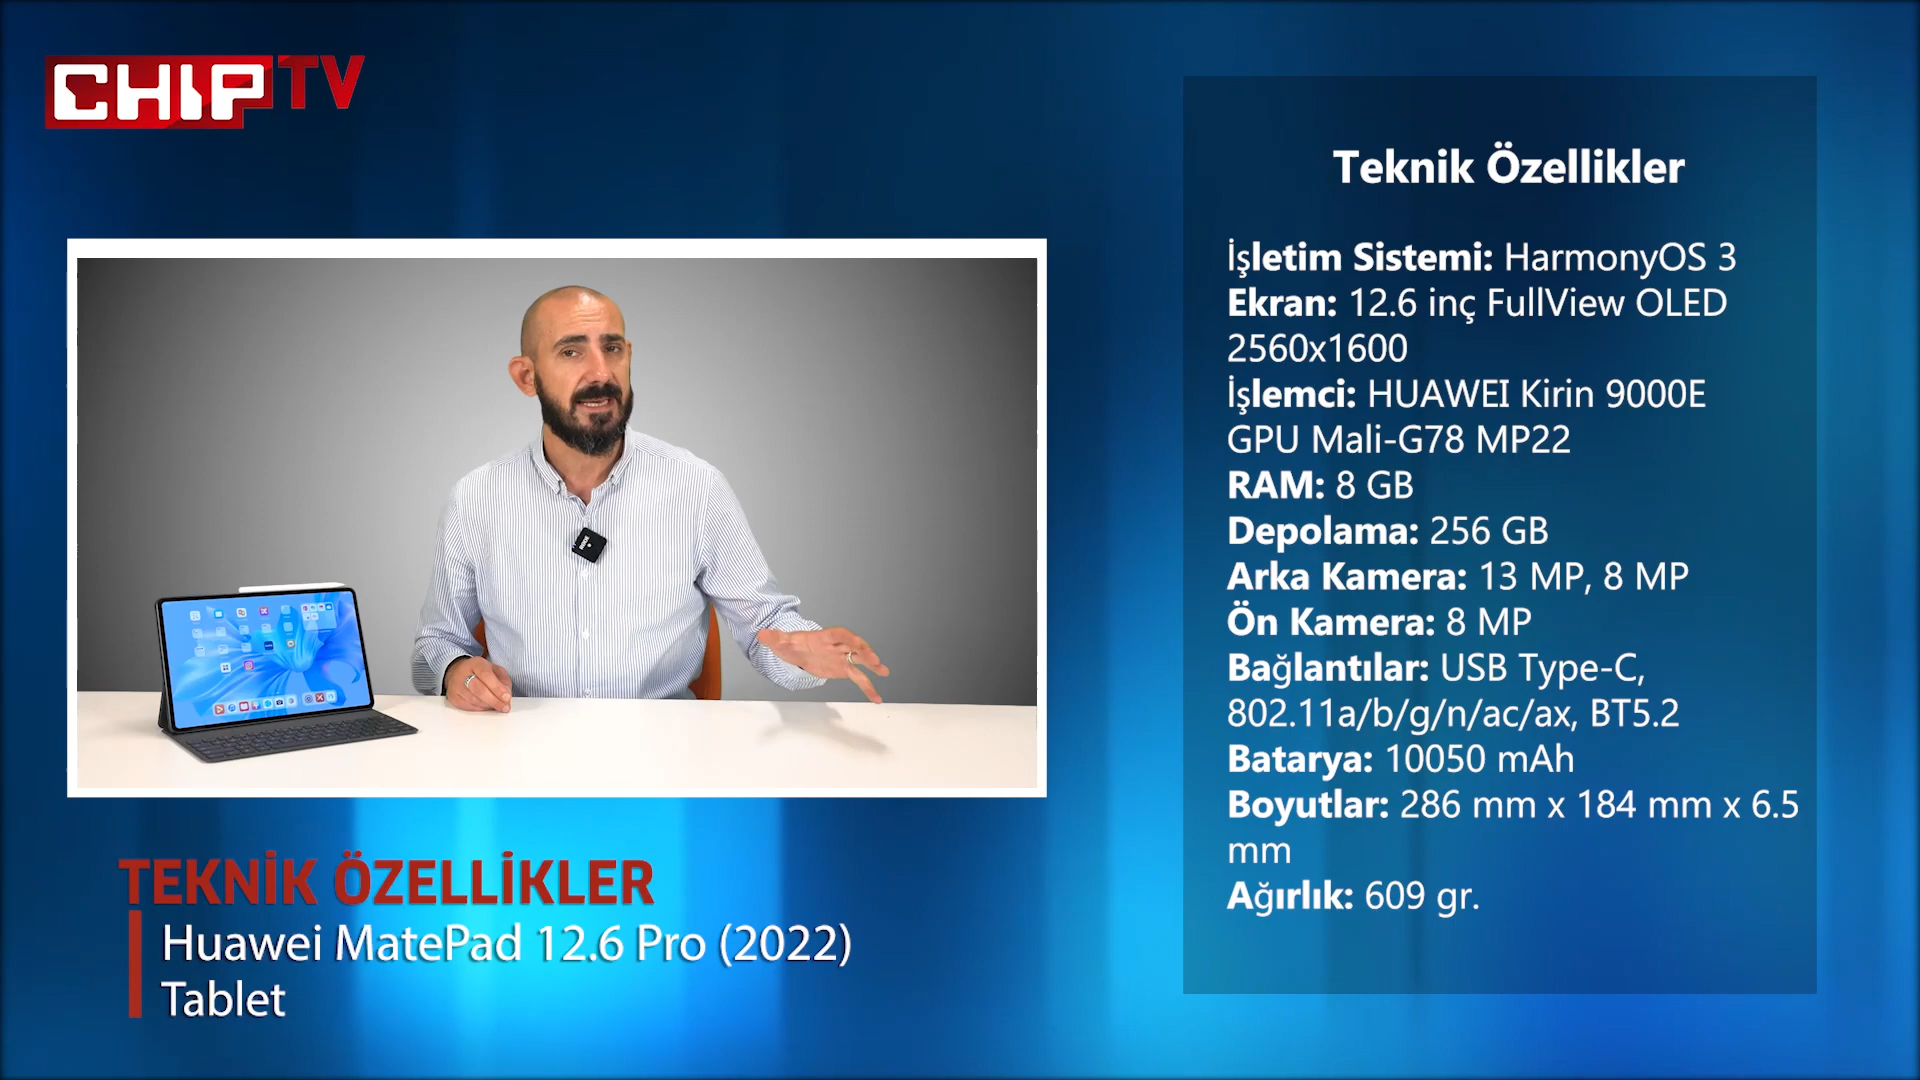 CHIP TV
Teknik Özellikler
İşletim Sistemi: HarmonyOS 3
Ekran: 12.6 inç FullView OLED
2560x1600
İşlemci: HUAWEI Kirin 9000E
GPU Mali-G78 MP22
RAM: 8 GB
Depolama: 256 GB
Arka Kamera: 13 MP, 8 MP
Ön Kamera: 8 MP
Bağlantılar: USB Type-C,
802.11a/b/g/n/ac/ax, BT5.2
Batarya: 10050 mAh
Boyutlar: 286 mm x 184 mm x 6.5
mm
Ağırlık: 609 gr.
TEKNİK ÖZELLİKLER
Huawei MatePad 12.6 Pro (2022)
Tablet